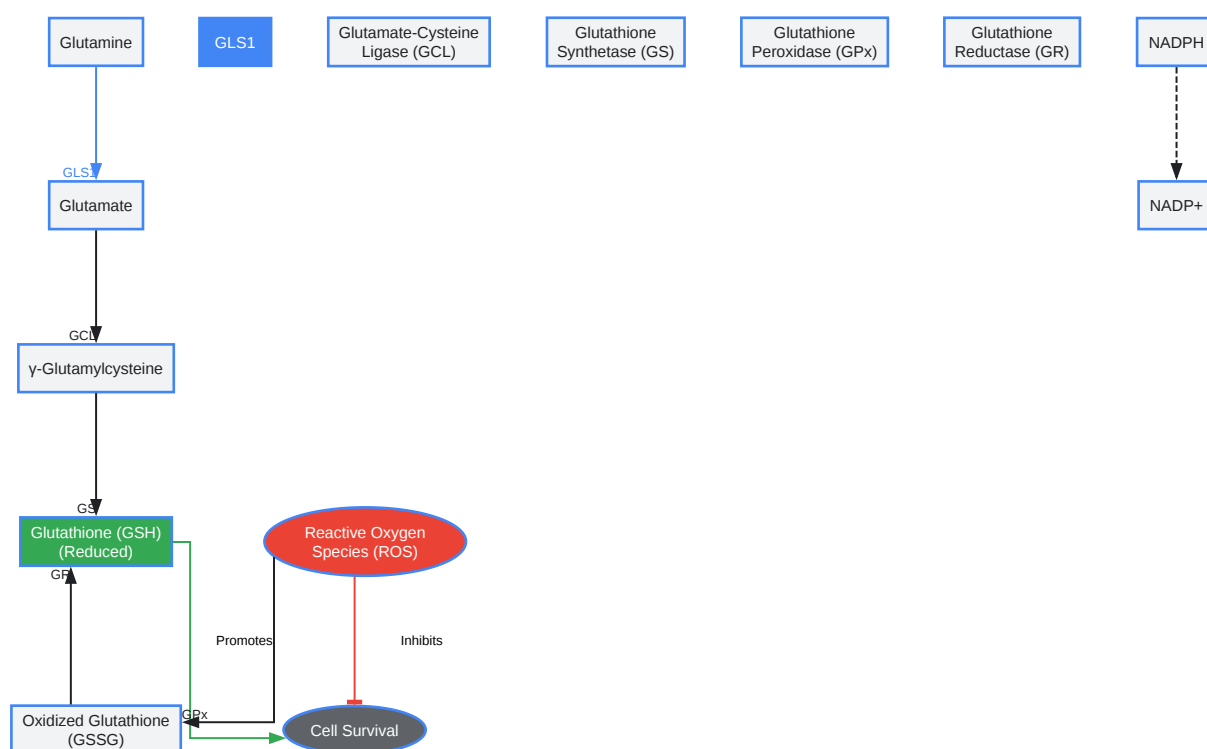 Glutamine
GLS1
Glutamate-Cysteine
Ligase (GCL)
Glutathione
Synthetase (GS)
Glutathione
Peroxidase (GPx)
Glutathione
Reductase (GR)
NADPH
GLS1
Glutamate
NADP+
GCL
γ-Glutamylcysteine
GS
Glutathione (GSH)
(Reduced)
Reactive Oxygen
Species (ROS)
GR
Promotes
Inhibits
GPx
Oxidized Glutathione
(GSSG)
Cell Survival